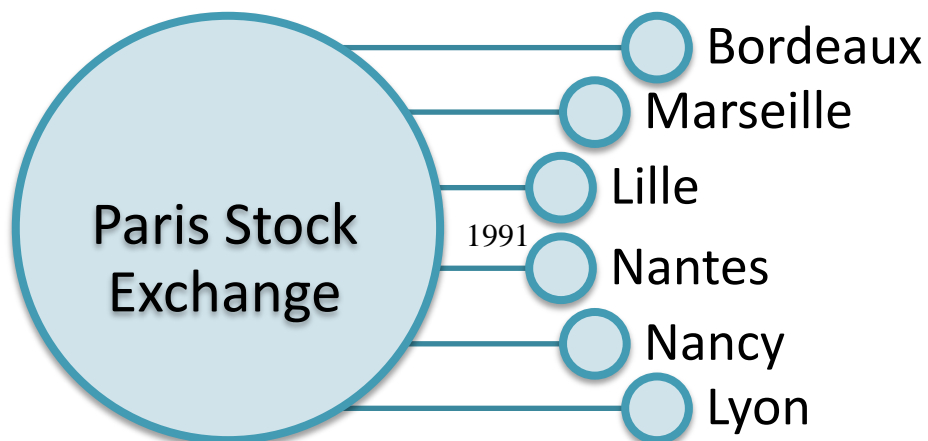 Paris Stock
Exchange
1991
Bordeaux
Marseille
Lille
Nantes
Nancy
Lyon